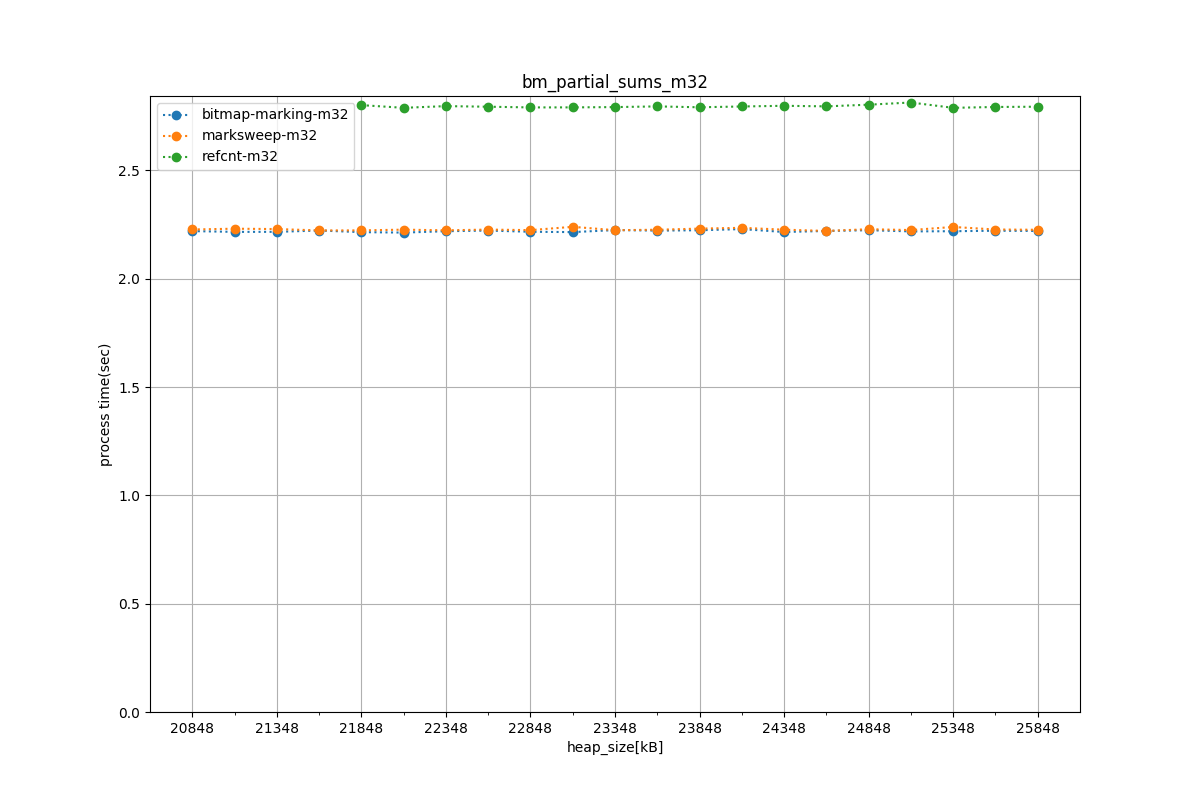 bm_partial_sums_m32
bitmap-marking-m32
marksweep-m32
refcnt-m32
2.5
2.0
1.5
1.0
0.5
0.0
process time(sec)
20848 21348 21848 22348 22848 23348 23848 24348 24848 25348 25848
heap_size[kB]